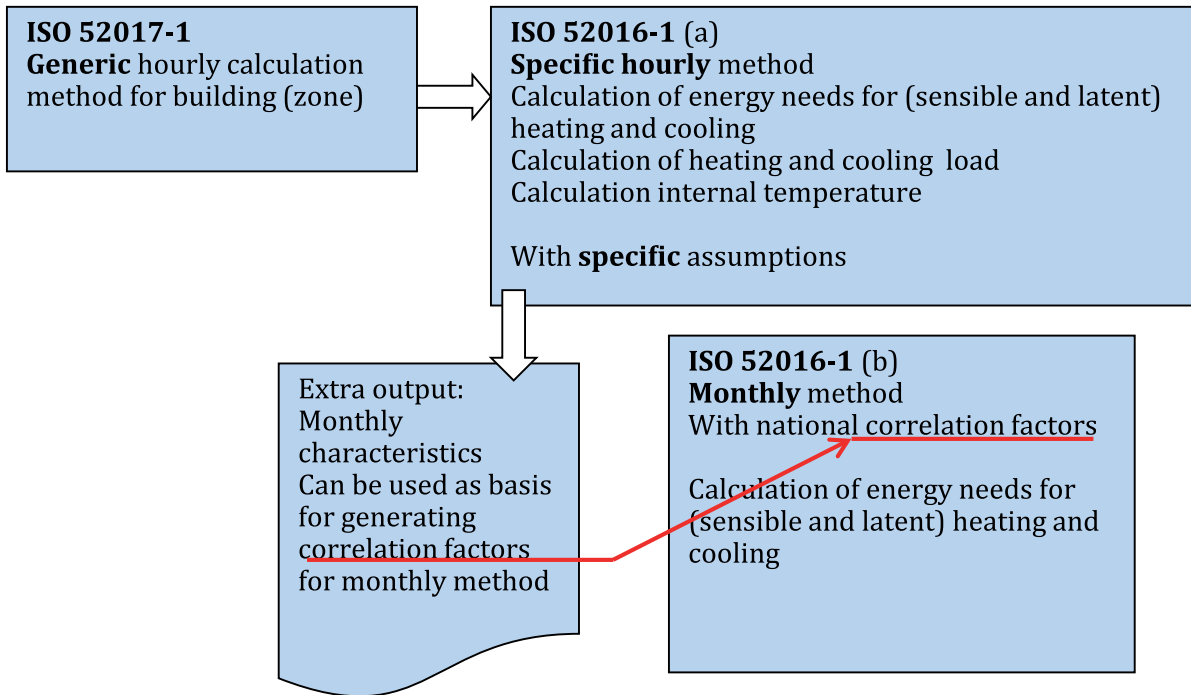 ISO 52017-1
Generic hourly calculation
method for building (zone)
ISO 52016-1 (a)
Specific hourly method
Calculation of energy needs for (sensible and latent)
heating and cooling
Calculation of heating and cooling load
Calculation internal temperature
With specific assumptions
Extra output:
Monthly
characteristics
Can be used as basis
for generating
correlation factors
for monthly method
ISO 52016-1 (b)
Monthly method
With national correlation factors
Calculation of energy needs for
(sensible and latent) heating and
cooling